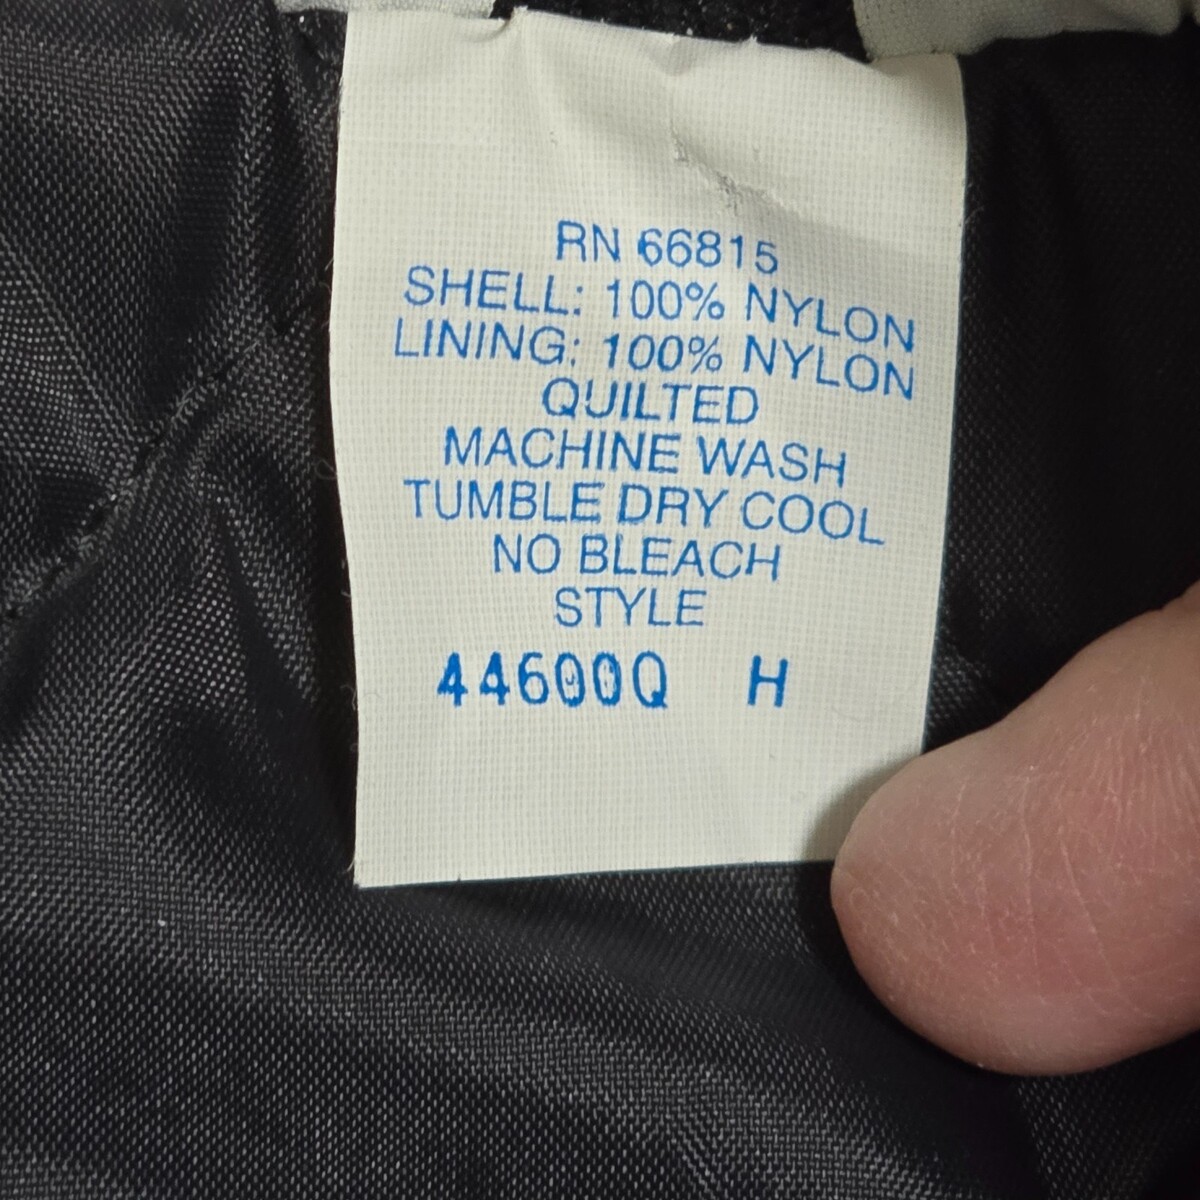 RN 66815
SHELL: 100% NYLON
LINING: 100% NYLON
QUILTED
MACHINE WASH
TUMBLE DRY COOL
NO BLEACH
STYLE
44600Q H